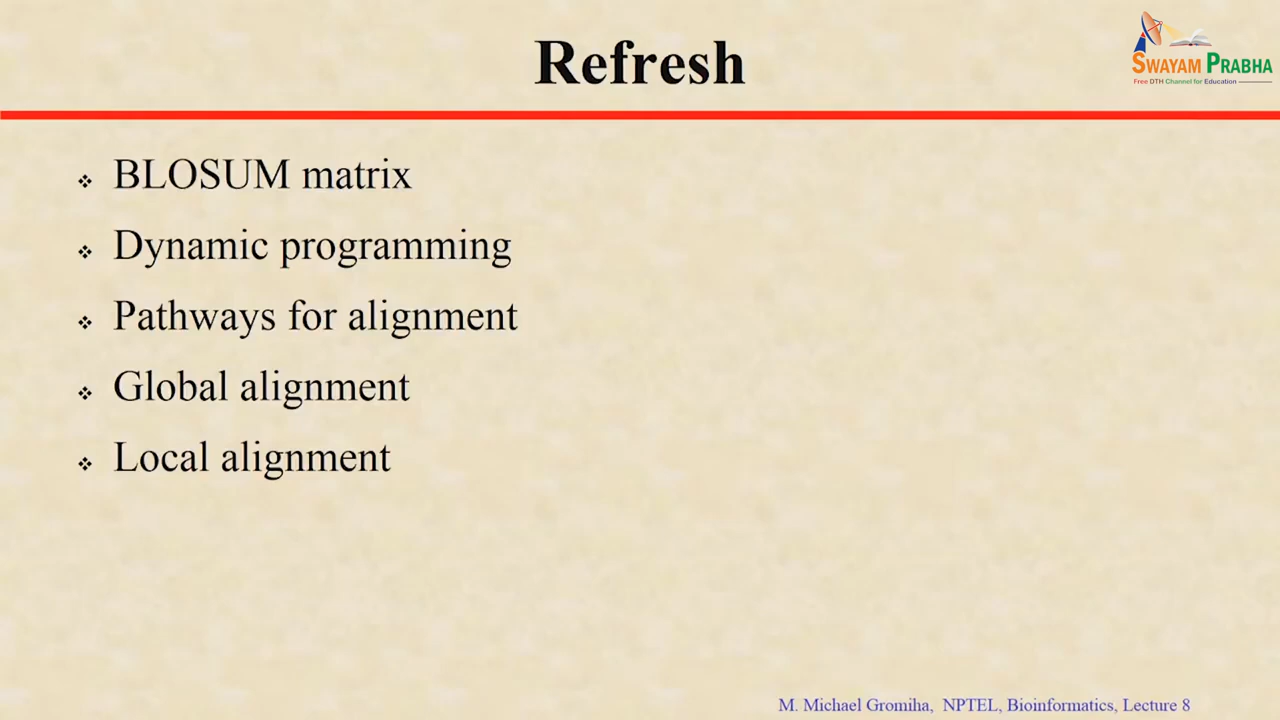 Refresh
SWAYAM PRABHA
Free DTH Channel for Education
BLOSUM matrix
Dynamic programming
Pathways for alignment
Global alignment
Local alignment
M. Michael Gromiha, NPTEL, Bioinformatics, Lecture 8